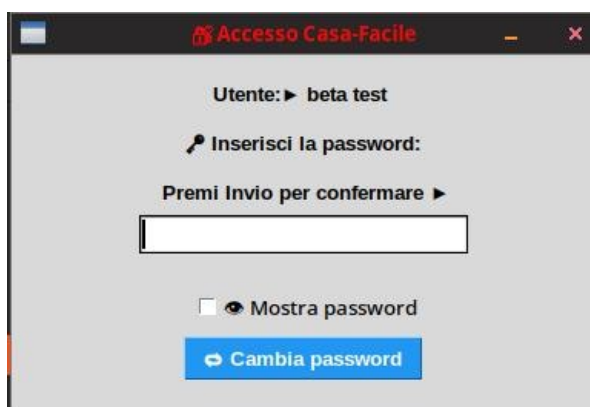 Accesso Casa-Facile
Utente:► beta test
Inserisci la password:
Premi Invio per confermare ►
Mostra password
Cambia password